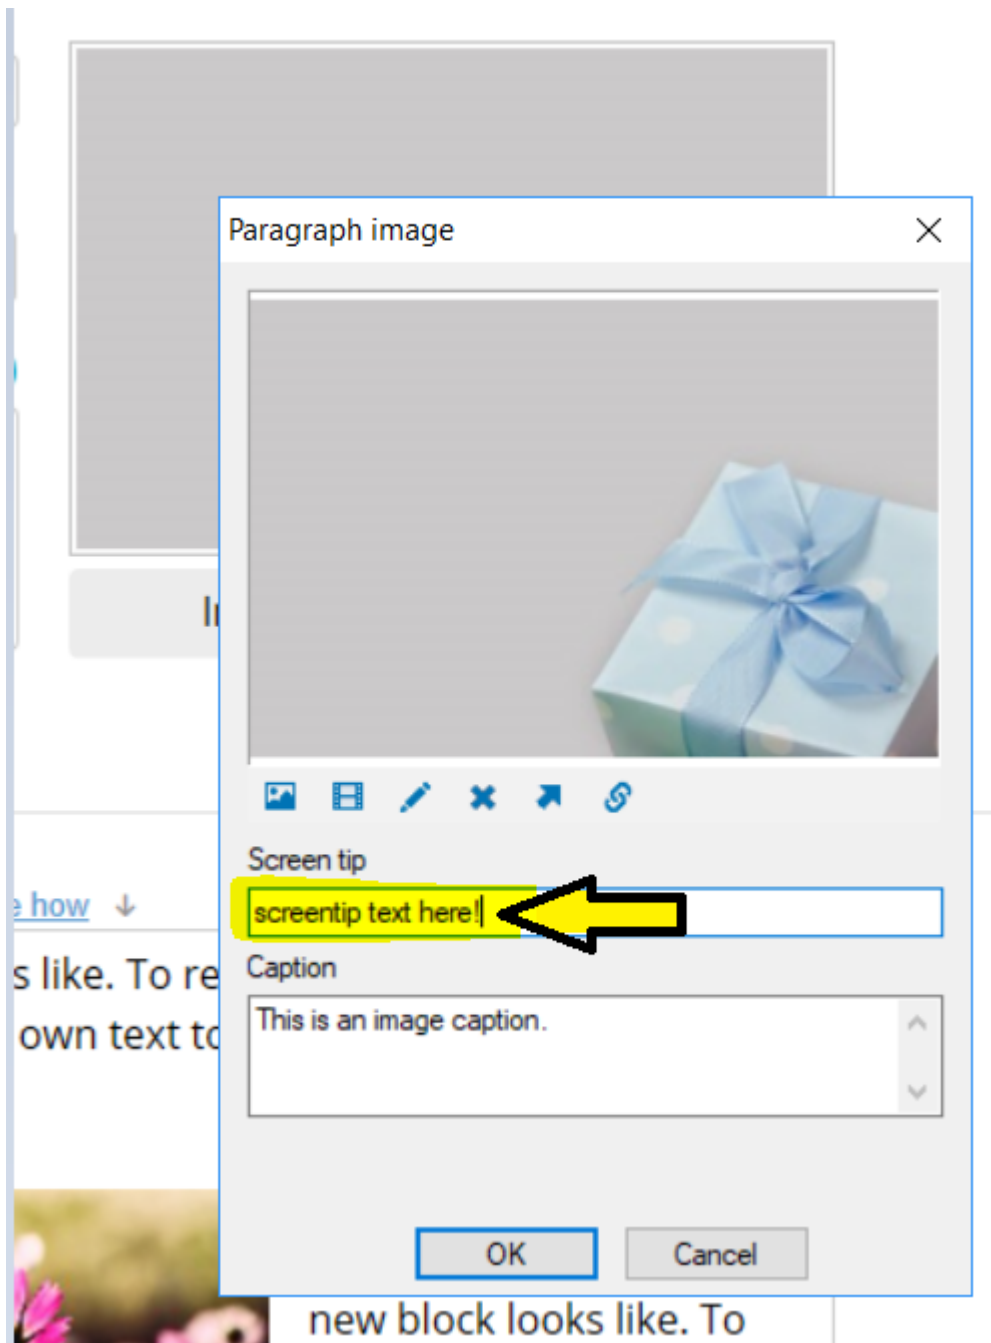 Paragraph image
Screen tip
how
screentip text here!
s like. To re
Caption
This is an image caption.
own text to
OK
Cancel
new block looks like. To